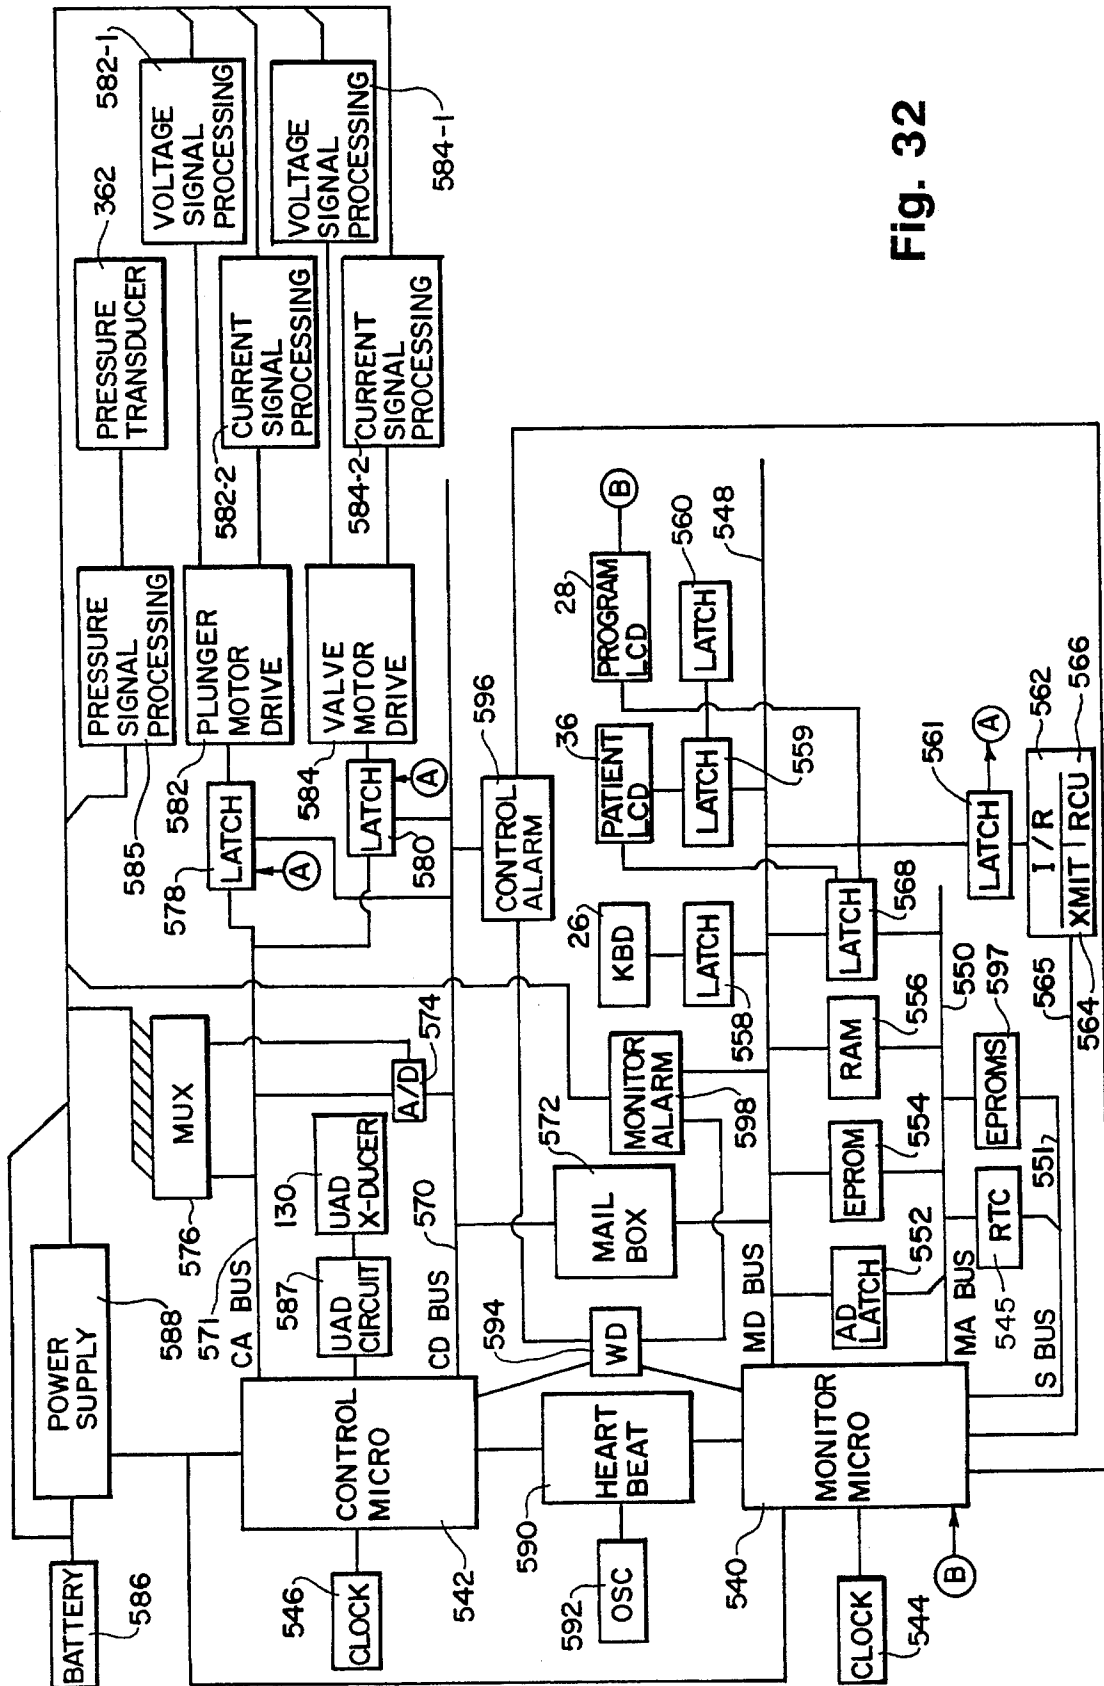 BATTERY
586
POWER
SUPPLY
588
576
MUX
578
LATCH
A
585
PRESSURE
SIGNAL
PROCESSING
582
PLUNGER
MOTOR
DRIVE
584
VALVE
MOTOR
DRIVE
LATCH
A
580
PRESSURE
TRANSDUCER
362
582-1
VOLTAGE
SIGNAL
PROCESSING
582-2
CURRENT
SIGNAL
PROCESSING
VOLTAGE
SIGNAL
PROCESSING
584-1
584-2
CURRENT
SIGNAL
PROCESSING
571
CA BUS
587
UAD
CIRCUIT
130
UAD
X-DUCER
A/D
574
CD BUS
570
546
CLOCK
CONTROL
MICRO
542
CONTROL
ALARM
596
592
OSC
590
HEART
BEAT
594
WD
MAIL
BOX
572
MONITOR
ALARM
598
26
KBD
LATCH
558
PATIENT
LCD
36
LATCH
559
28
PROGRAM
LCD
B
LATCH
560
548
CLOCK
544
540
MONITOR
MICRO
B
MD BUS
AD
LATCH
552
EPROM
554
RAM
556
LATCH
568
MA BUS
550
545
RTC
EPROMS
597
S BUS
551
565
564
LATCH
561
A
I/R
XMIT
RCU
562
566
Fig. 32